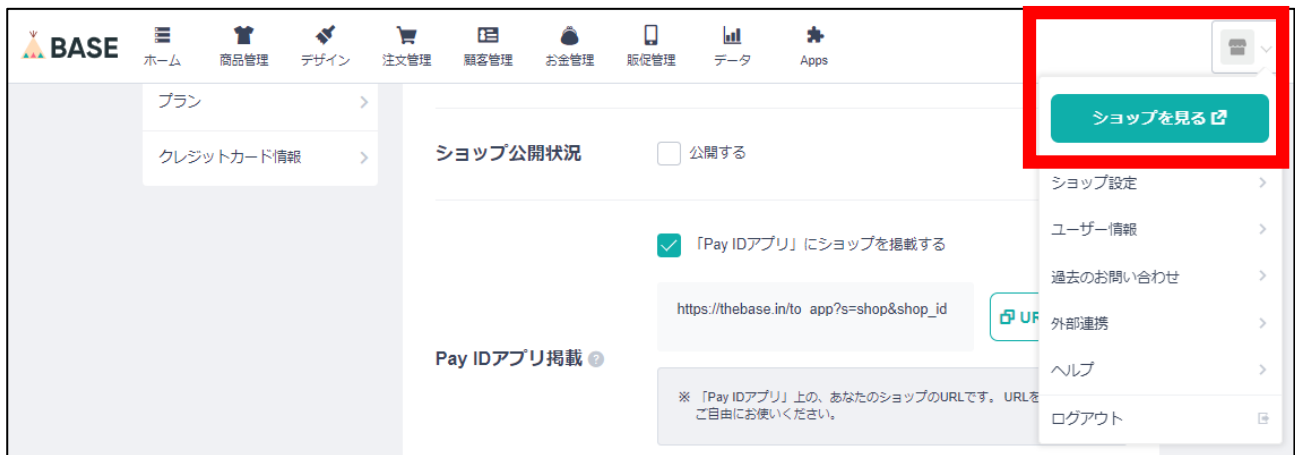 BASE
ホーム
商品管理
デザイン
注文管理
顧客管理
お金管理
販促管理
データ
Apps
プラン
クレジットカード情報
ショップ公開状況
公開する
「Pay IDアプリ」にショップを掲載する
https://thebase.in/to_app?s=shop&shop_id
UR
Pay IDアプリ掲載
※ 「Pay IDアプリ」上の、あなたのショップのURLです。 URLを
ご自由にお使いください。
ショップを見る
ショップ設定
ユーザー情報
過去のお問い合わせ
外部連携
ヘルプ
ログアウト